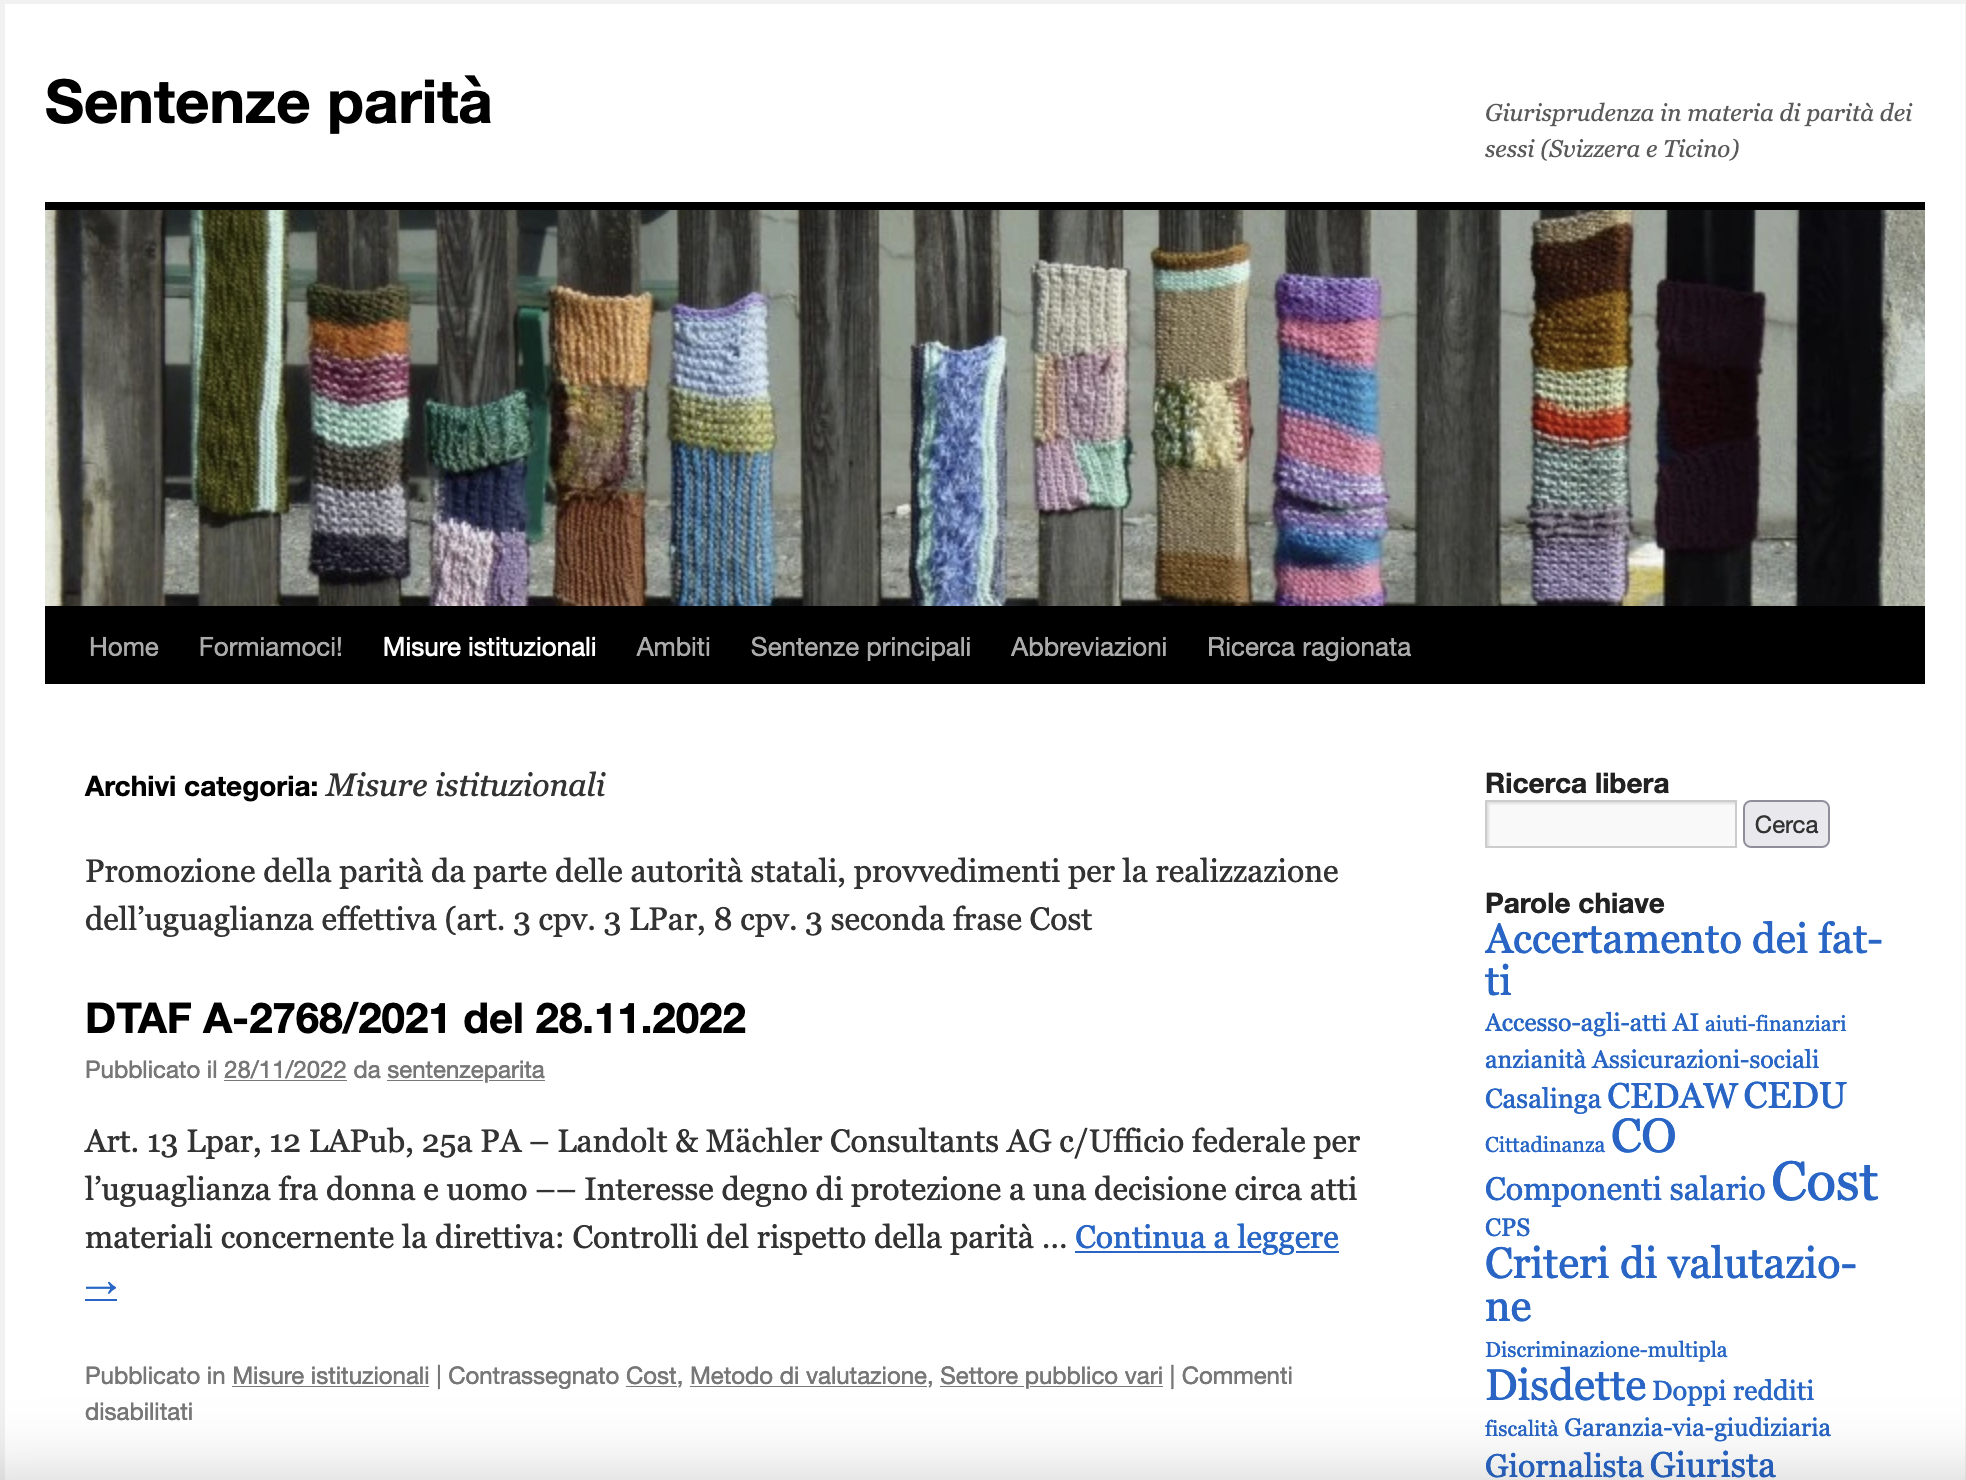 Sentenze parità
Giurisprudenza in materia di parità dei
sessi (Svizzera e Ticino)
Home Formiamoci! Misure istituzionali Ambiti Sentenze principali Abbreviazioni Ricerca ragionata
Archivi categoria: Misure istituzionali
Promozione della parità da parte delle autorità statali, provvedimenti per la realizzazione
dell’uguaglianza effettiva (art. 3 cpv. 3 LPar, 8 cpv. 3 seconda frase Cost
DTAF A-2768/2021 del 28.11.2022
Pubblicato il 28/11/2022 da sentenzeparita
Art. 13 Lpar, 12 LAPub, 25a PA – Landolt & Mächler Consultants AG c/Ufficio federale per
l’uguaglianza fra donna e uomo –– Interesse degno di protezione a una decisione circa atti
materiali concernente la direttiva: Controlli del rispetto della parità … Continua a leggere
→
Pubblicato in Misure istituzionali | Contrassegnato Cost, Metodo di valutazione, Settore pubblico vari | Commenti
disabilitati
Ricerca libera
Cerca
Parole chiave
Accertamento dei fat-
ti
Accesso-agli-atti AI aiuti-finanziari
anzianità Assicurazioni-sociali
Casalinga CEDAW CEDU
Cittadinanza CO
Componenti salario Cost
CPS
Criteri di valutazio-
ne
Discriminazione-multipla
Disdette Doppi redditi
fiscalità Garanzia-via-giudiziaria
Giornalista Giurista